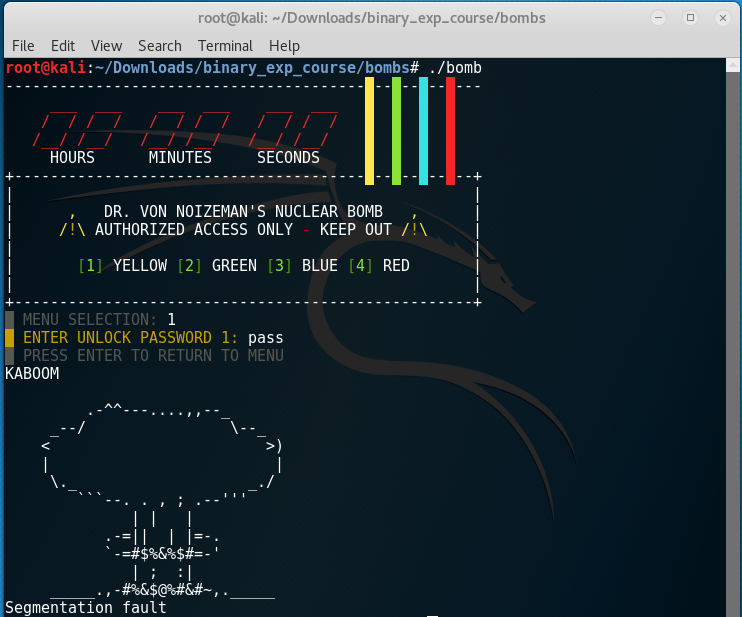 root@kali: ~/Downloads/binary_exp_course/bombs
File Edit View Search Terminal Help
root@kali:~/Downloads/binary_exp_course/bombs# ./bomb
HOURS MINUTES SECONDS
, DR. VON NOIZEMAN'S NUCLEAR BOMB ,
/!\ AUTHORIZED ACCESS ONLY - KEEP OUT /!\
[1] YELLOW [2] GREEN [3] BLUE [4] RED
MENU SELECTION: 1
ENTER UNLOCK PASSWORD 1: pass
PRESS ENTER TO RETURN TO MENU
KABOOM
.-^^---....,,--_
_--/ \--_
< >)
| |
\._ _./
```--. . , ; .--'''
| | |
.-=|| | |=-.
`-=#$%&%$#=-'
| ; :|
_____.,-#%&$@%#&#~,._____
Segmentation fault